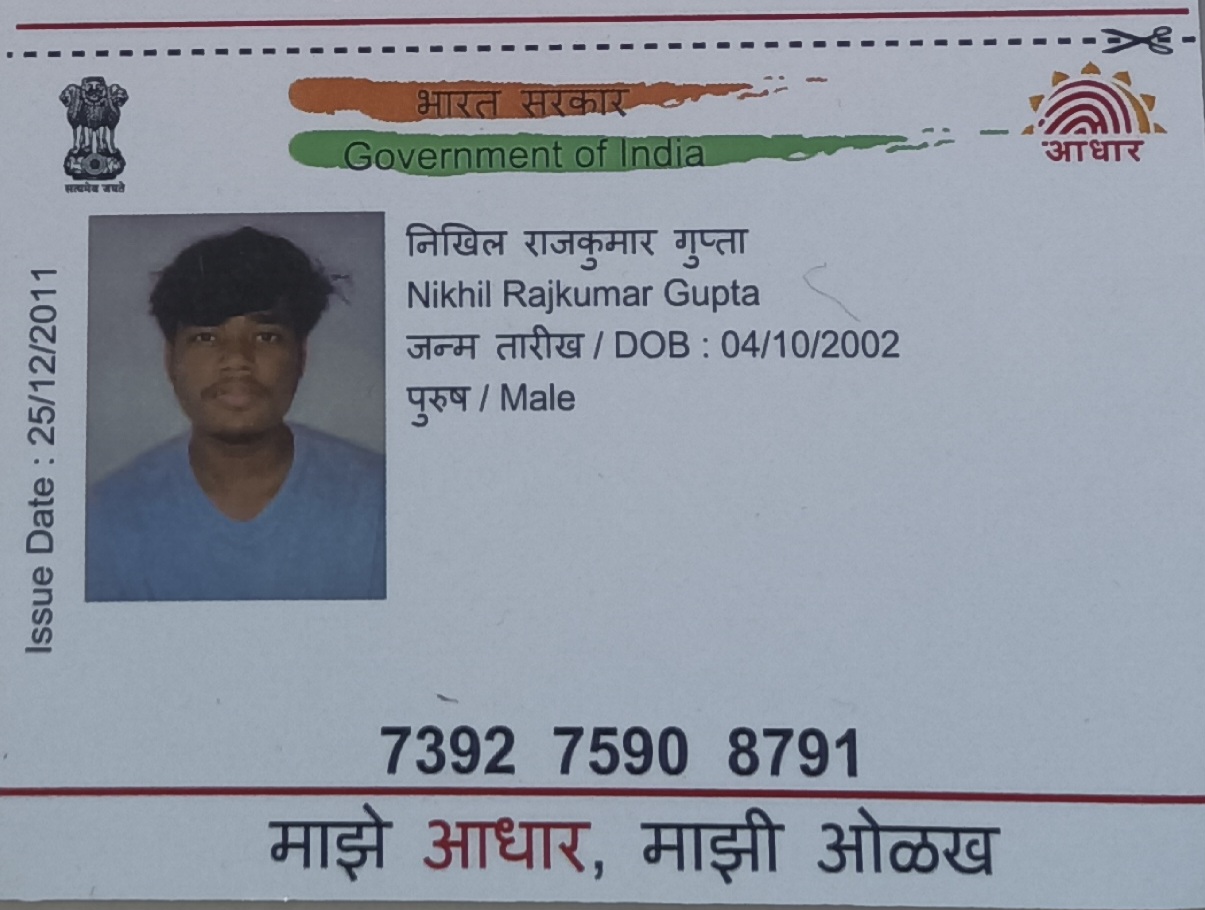 भारत सरकार
Government of India
सत्यमेव जयते
आधार
Issue Date : 25/12/2011
निखिल राजकुमार गुप्ता
Nikhil Rajkumar Gupta
जन्म तारीख / DOB : 04/10/2002
पुरुष / Male
7392 7590 8791
माझे आधार, माझी ओळख